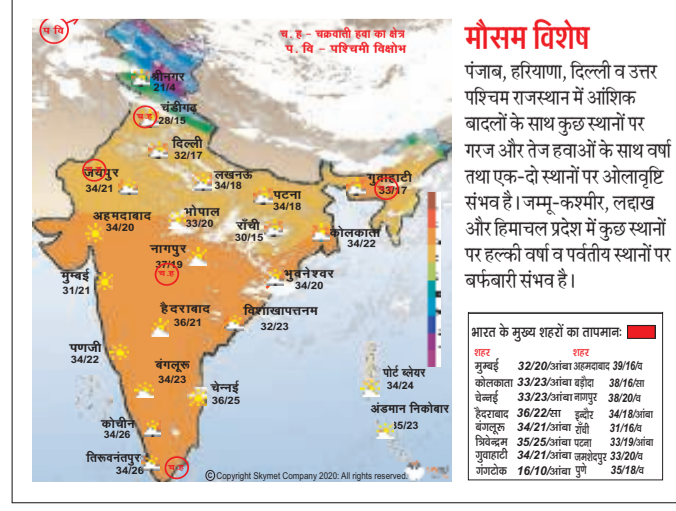 प वि
च. ह - चक्रवाती हवा का क्षेत्र
प. वि - पश्चिमी विक्षोभ
श्रीनगर
21/4
च.ह
चंडीगढ़
28/15
दिल्ली
32/17
च.ह
जयपुर
34/21
लखनऊ
34/18
पटना
34/18
गुवाहाटी
33/17
अहमदाबाद
34/20
भोपाल
33/20
राँची
30/15
कोलकाता
34/22
नागपुर
37/19
च.ह
मुम्बई
31/21
भुवनेश्वर
34/20
हैदराबाद
36/21
विशाखापत्तनम
32/23
पणजी
34/22
बंगलूरू
34/23
चेन्नई
36/25
पोर्ट ब्लेयर
34/24
अंडमान निकोबार
35/23
कोचीन
34/26
तिरूवनंतपुर
34/26
च.ह
©Copyright Skymet Company 2020: All rights reserved.
मौसम विशेष
पंजाब, हरियाणा, दिल्ली व उत्तर
पश्चिम राजस्थान में आंशिक
बादलों के साथ कुछ स्थानों पर
गरज और तेज हवाओं के साथ वर्षा
तथा एक-दो स्थानों पर ओलावृष्टि
संभव है। जम्मू-कश्मीर, लद्दाख
और हिमाचल प्रदेश में कुछ स्थानों
पर हल्की वर्षा व पर्वतीय स्थानों पर
बर्फबारी संभव है।
भारत के मुख्य शहरों का तापमानः
शहर शहर
मुम्बई 32/20/आंबा अहमदाबाद 39/16/व
कोलकाता 33/23/आंबा बड़ौदा 38/16/सा
चेन्नई 33/23/आंबा नागपुर 38/20/व
हैदराबाद 36/22/सा इन्दौर 34/18/आंबा
बंगलूरू 34/21/आंबा राँची 31/16/व
त्रिवेन्द्रम 35/25/आंबा पटना 33/19/आंबा
गुवाहाटी 34/21/आंबा जमशेदपुर 33/20/व
गंगटोक 16/10/आंबा पुणे 35/18/व